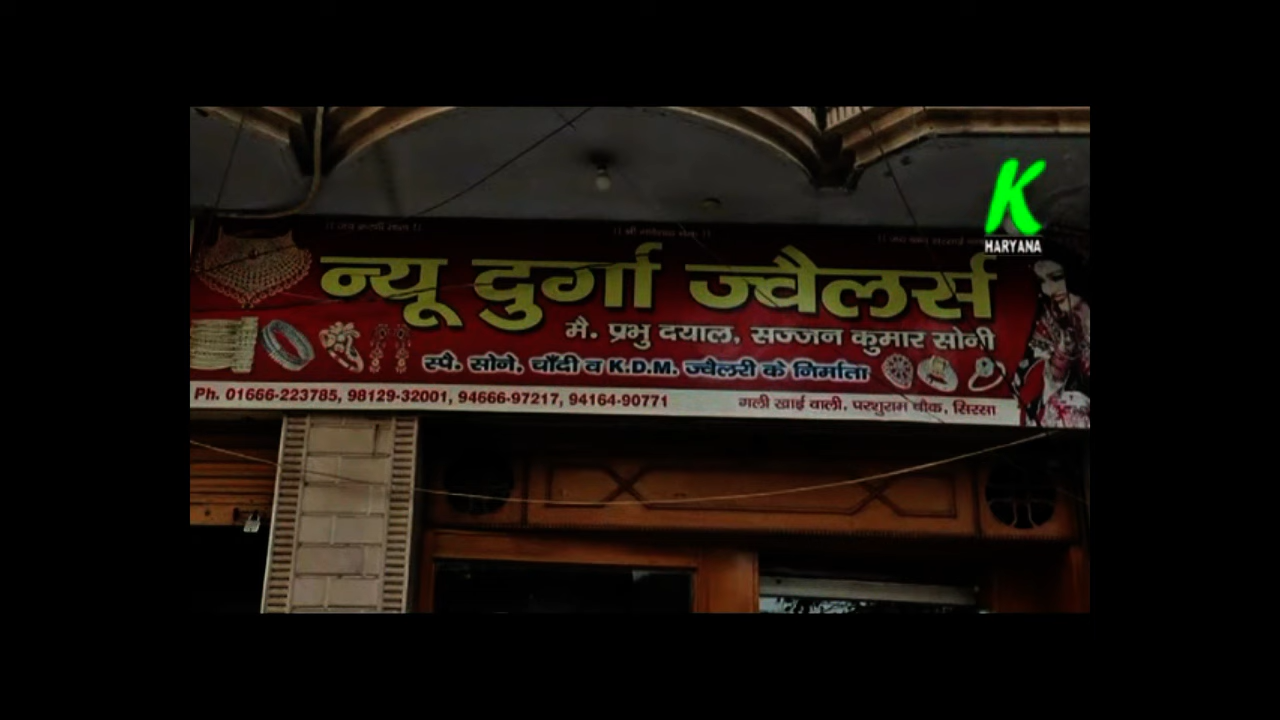 K
HARYANA
न्यू दुर्गा ज्वैलर्स
मै. प्रभु दयाल, सज्जन कुमार सोनी
स्पै. सोने, चाँदी व K.D.M. ज्वैलरी के निर्माता
Ph. 01666-223785, 98129-32001, 94666-97217, 94164-90771
गली खाई वाली, परशुराम चौक, सिरसा